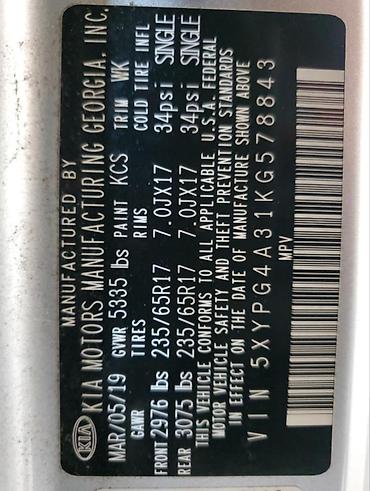 MANUFACTURED BY
KIA KIA MOTORS MANUFACTURING GEORGIA, INC.
MAR/05/19 GVWR 5335 lbs PAINT KCS TRIM WK
GAWR TIRES RIMS COLD TIRE INFL
FRONT 2976 lbs 235/65R17 7.0JX17 34psi SINGLE
REAR 3075 lbs 235/65R17 7.0JX17 34psi SINGLE
THIS VEHICLE CONFORMS TO ALL APPLICABLE U.S.A. FEDERAL
MOTOR VEHICLE SAFETY AND THEFT PREVENTION STANDARDS
IN EFFECT ON THE DATE OF MANUFACTURE SHOWN ABOVE
VIN 5XYPG4A31KG578843
MPV